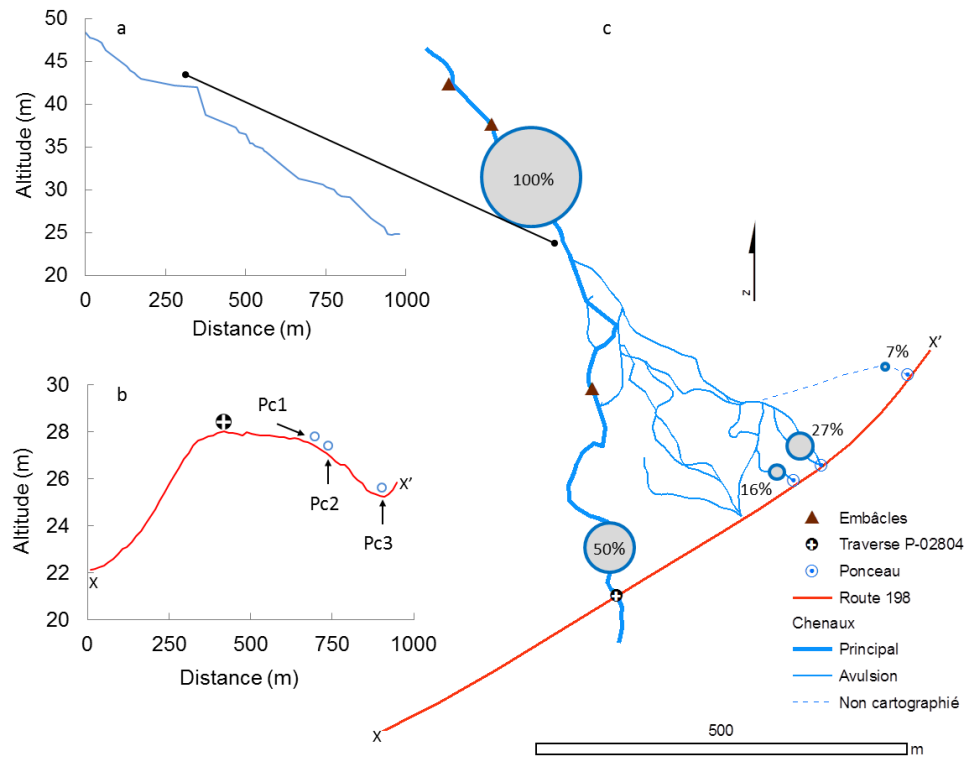 a
Altitude (m)
50
45
40
35
30
25
20
0
250
500
750
1000
Distance (m)
b
Altitude (m)
30
28
26
24
22
20
X
Pc1
Pc2
Pc3
X'
0
250
500
750
1000
Distance (m)
c
100%
z
X'
7%
27%
16%
50%
X
Embâcles
Traverse P-02804
Ponceau
Route 198
Chenaux
Principal
Avulsion
Non cartographié
500
m